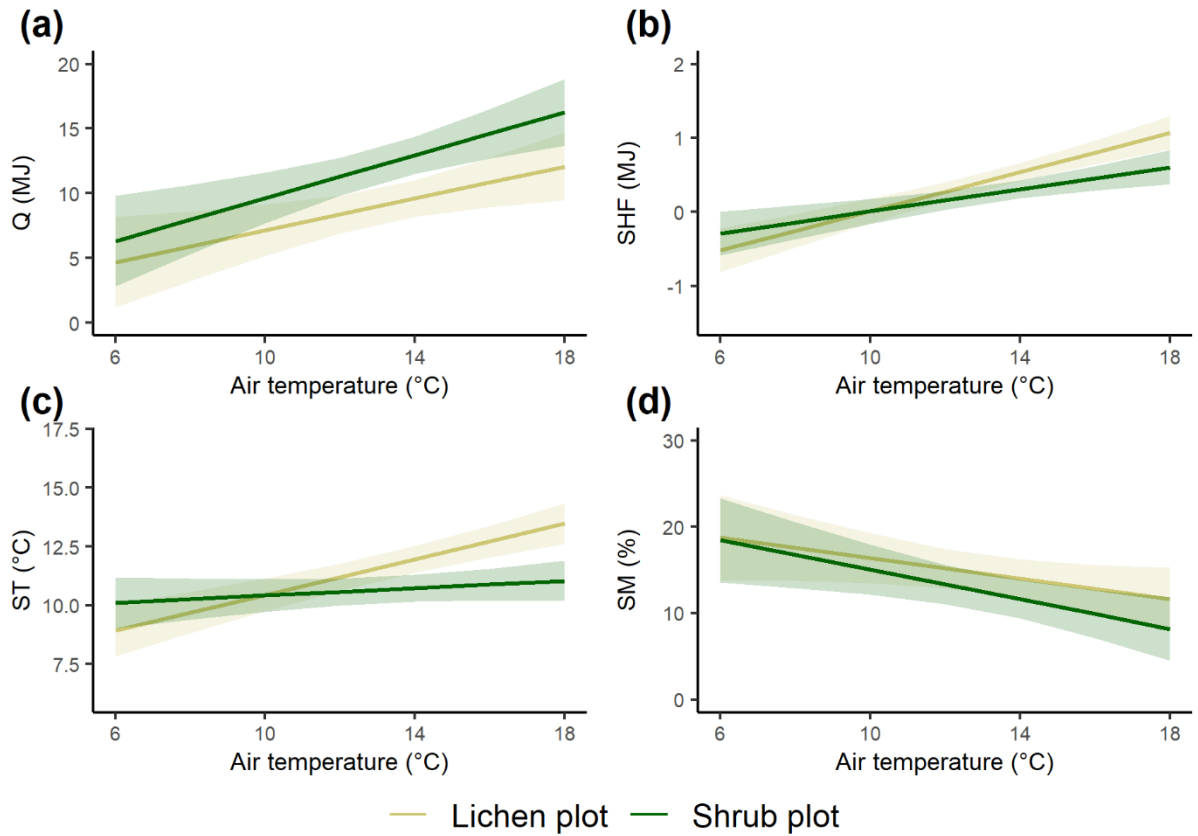 (a)
Q (MJ)
20
15
10
5
0
6 10 14 18
Air temperature (°C)
(b)
SHF (MJ)
2
1
0
-1
6 10 14 18
Air temperature (°C)
(c)
ST (°C)
17.5
15.0
12.5
10.0
7.5
6 10 14 18
Air temperature (°C)
(d)
SM (%)
30
20
10
0
6 10 14 18
Air temperature (°C)
Lichen plot Shrub plot